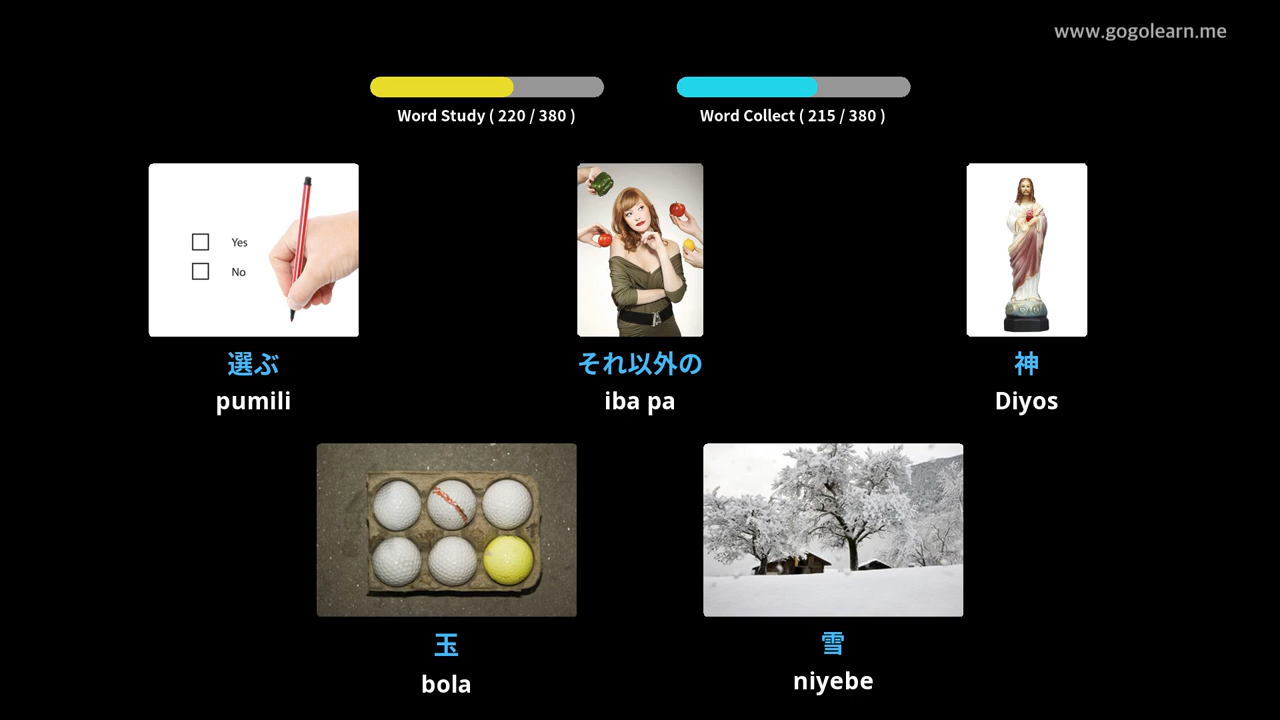 www.gogolearn.me
Word Study ( 220 / 380 )
Word Collect ( 215 / 380 )
Yes
No
選ぶ
pumili
それ以外の
iba pa
神
Diyos
玉
bola
雪
niyebe